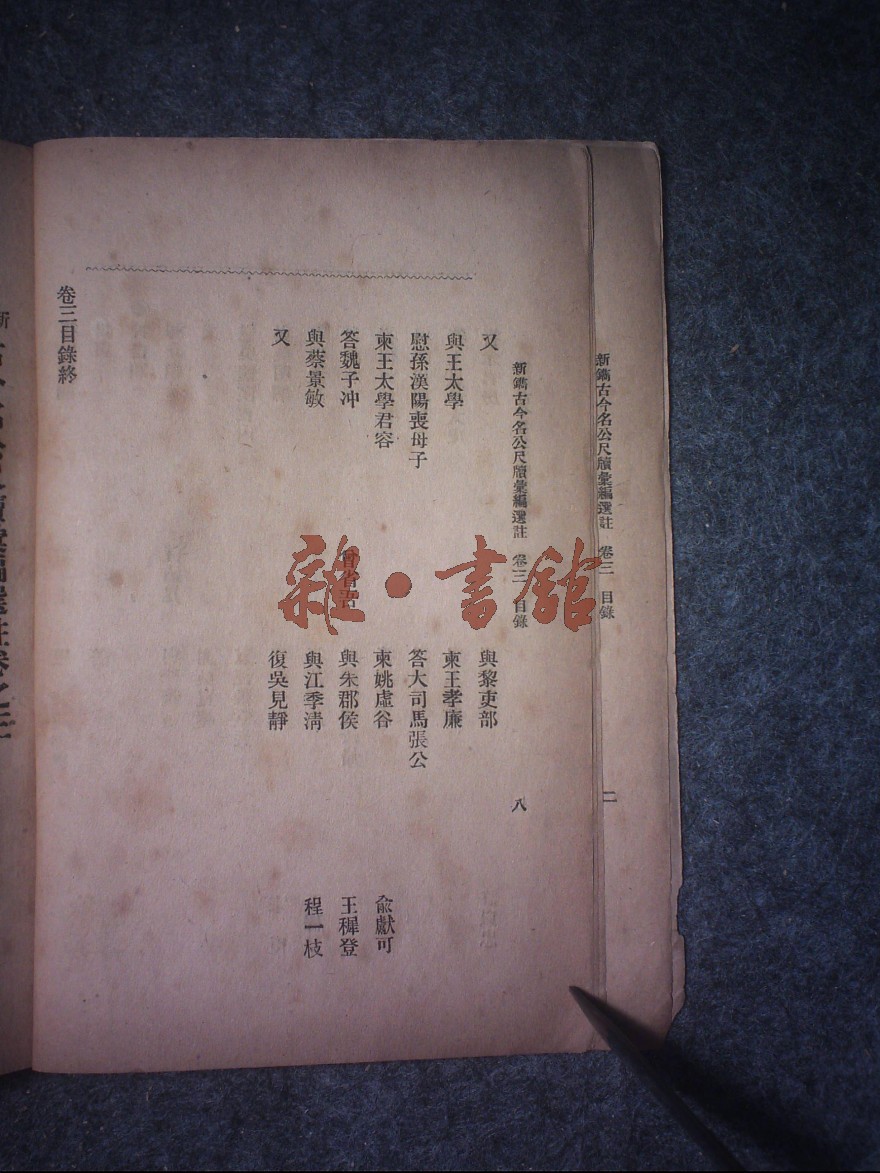 新鐫古今名公尺牘彙編選註 卷三 目錄
二
新鐫古今名公尺牘彙編選註 卷三 目錄
八
又
與黎吏部
與王太學
柬王孝廉
慰孫漢陽喪母子
答大司馬張公
柬王太學君容
柬姚虛谷
俞獻可
答魏子冲
曾省吾
與朱郡侯
王穉登
與蔡景敏
與江季清
程一枝
又
復吳見靜
卷三目錄終
雜·書館